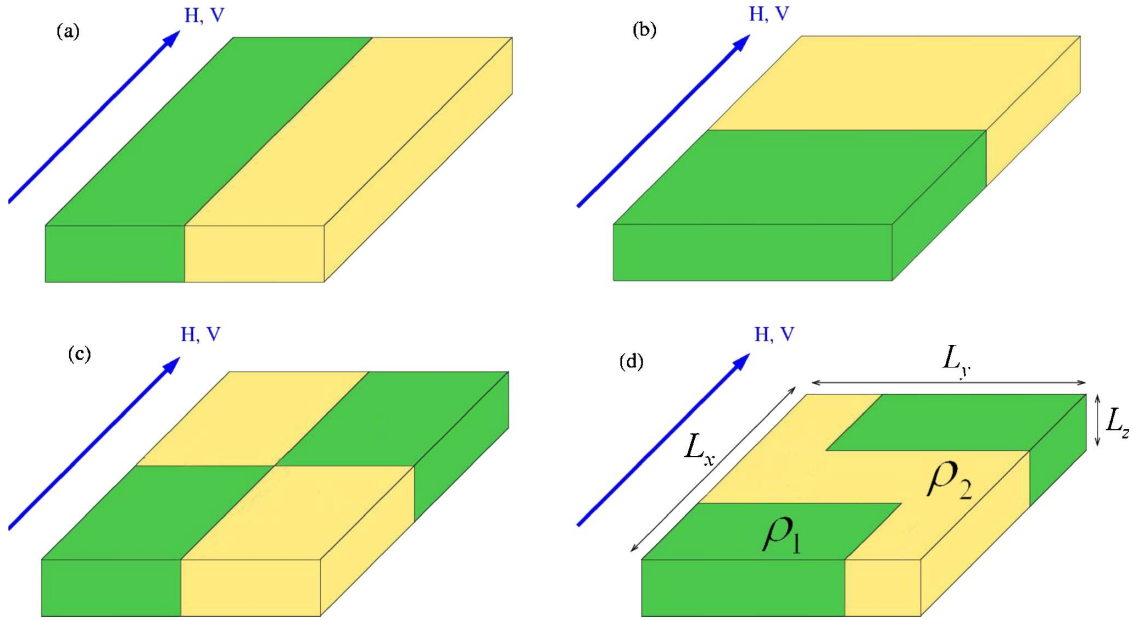 (a)
H, V
(b)
H, V
(c)
H, V
(d)
H, V
L_y
L_x
L_z
ρ_2
ρ_1